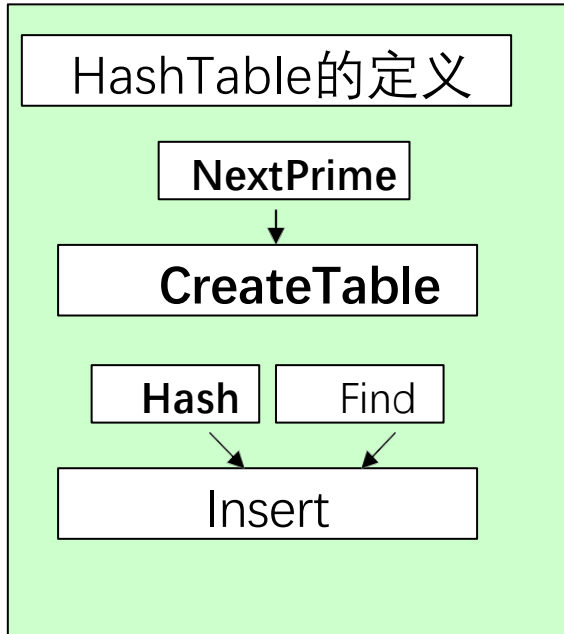 HashTable的定义
NextPrime
CreateTable
Hash
Find
Insert